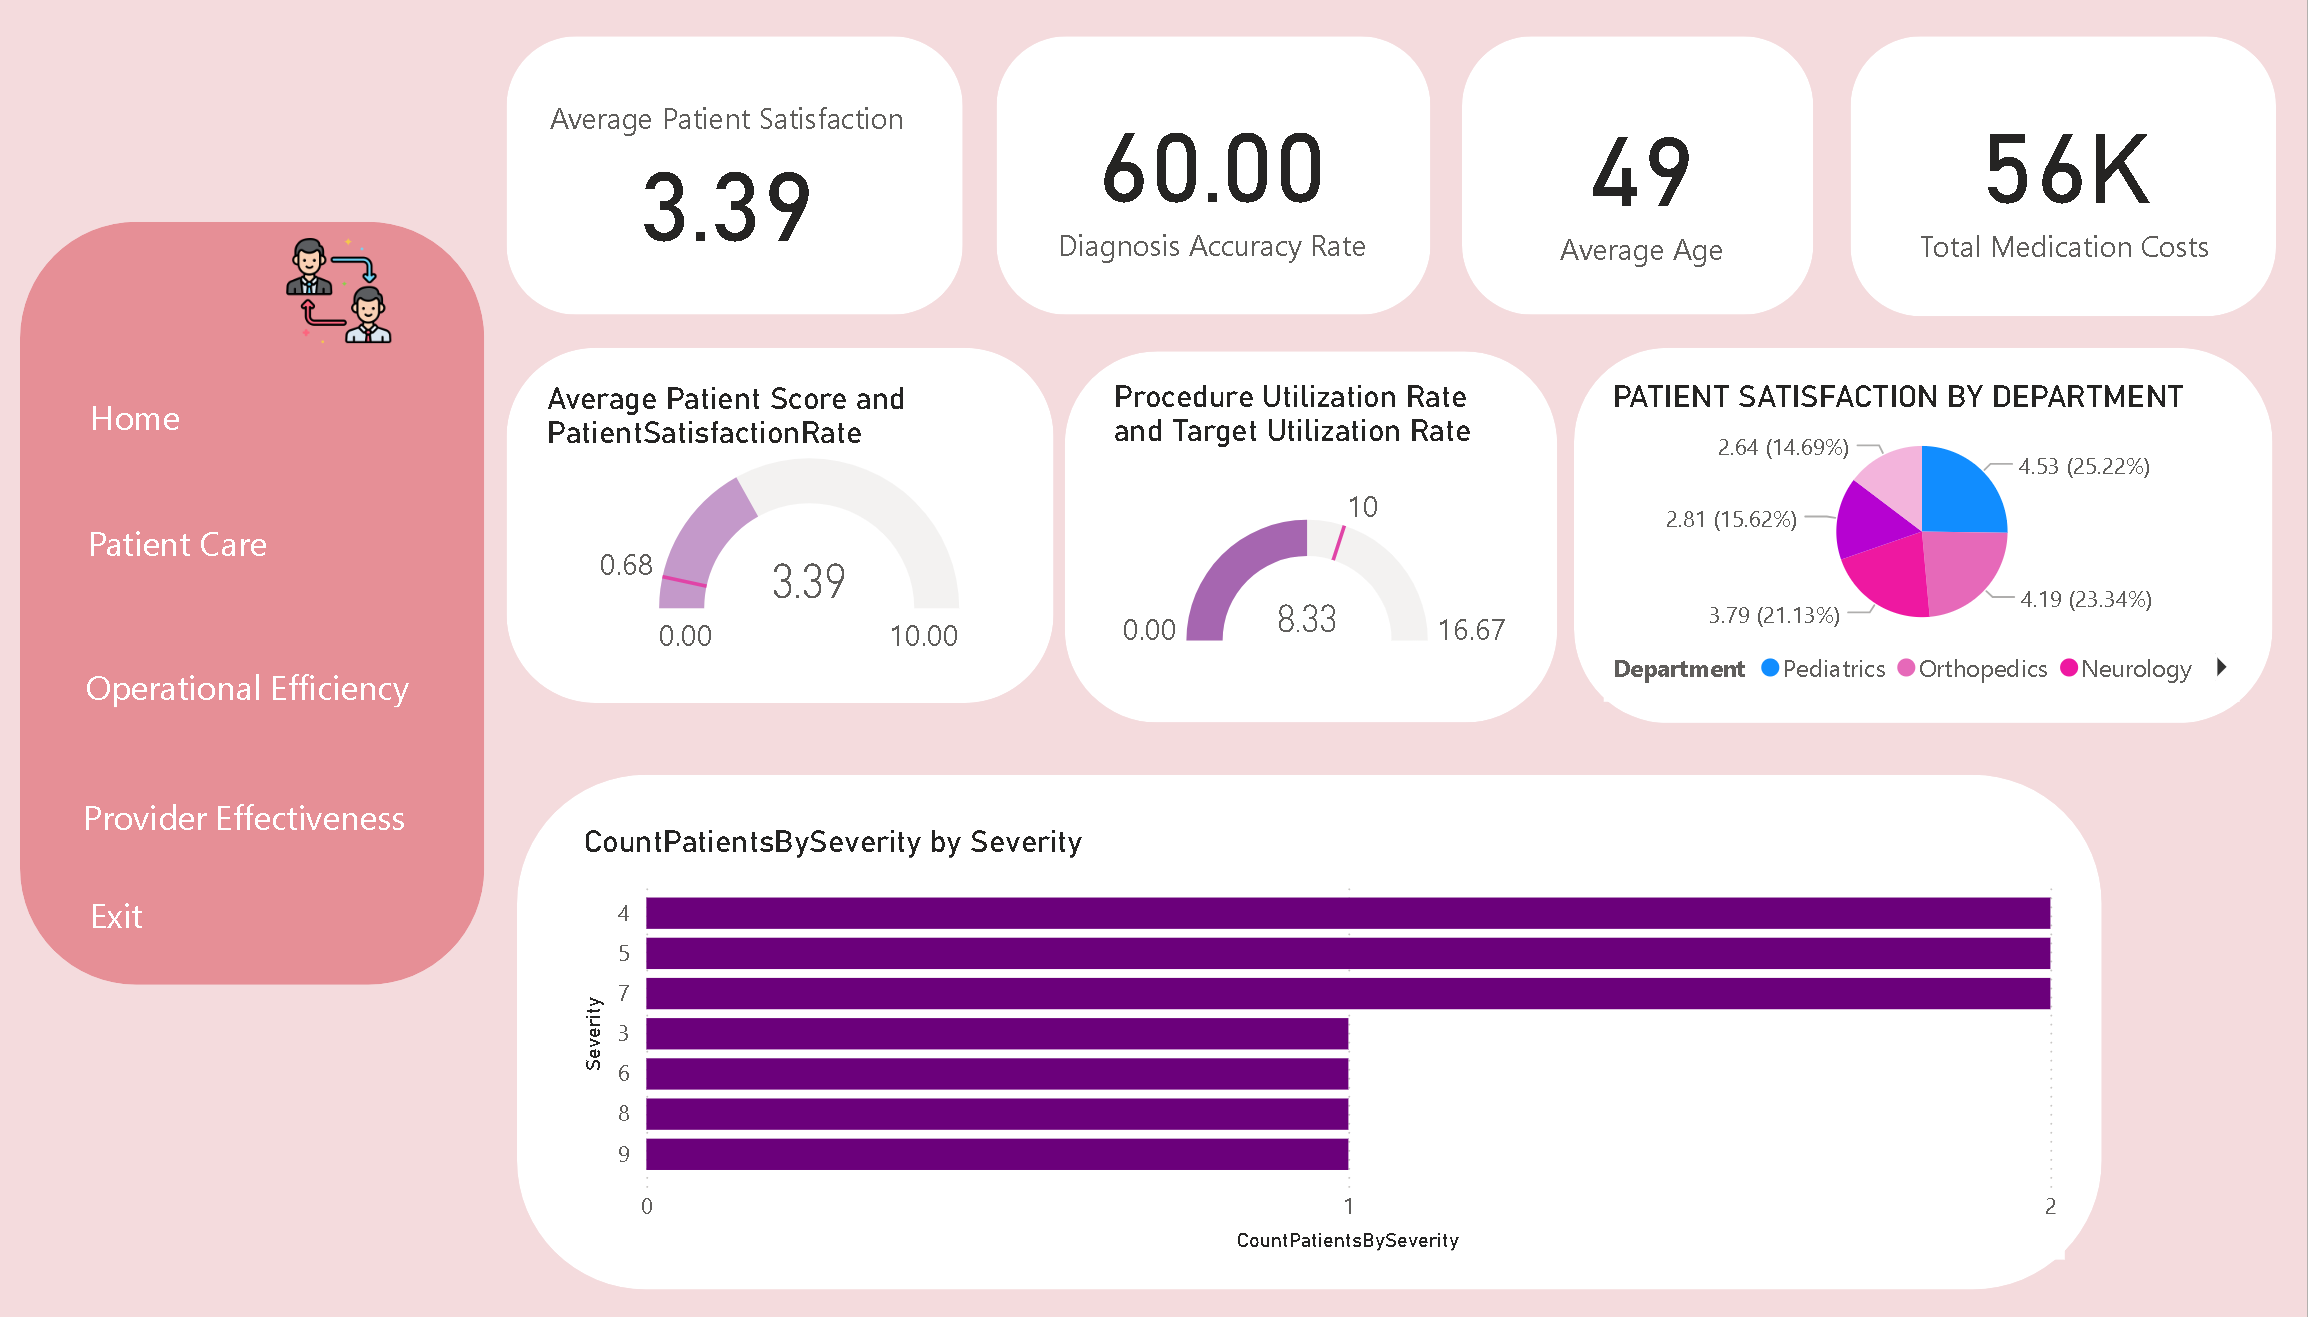 Home
Patient Care
Operational Efficiency
Provider Effectiveness
Exit
Average Patient Satisfaction
3.39
60.00
Diagnosis Accuracy Rate
49
Average Age
56K
Total Medication Costs
Average Patient Score and
PatientSatisfactionRate
0.68
3.39
0.00
10.00
Procedure Utilization Rate
and Target Utilization Rate
10
0.00
8.33
16.67
PATIENT SATISFACTION BY DEPARTMENT
2.64 (14.69%)
4.53 (25.22%)
2.81 (15.62%)
4.19 (23.34%)
3.79 (21.13%)
Department Pediatrics Orthopedics Neurology
CountPatientsBySeverity by Severity
Severity
4
5
7
3
6
8
9
0 1 2
CountPatientsBySeverity